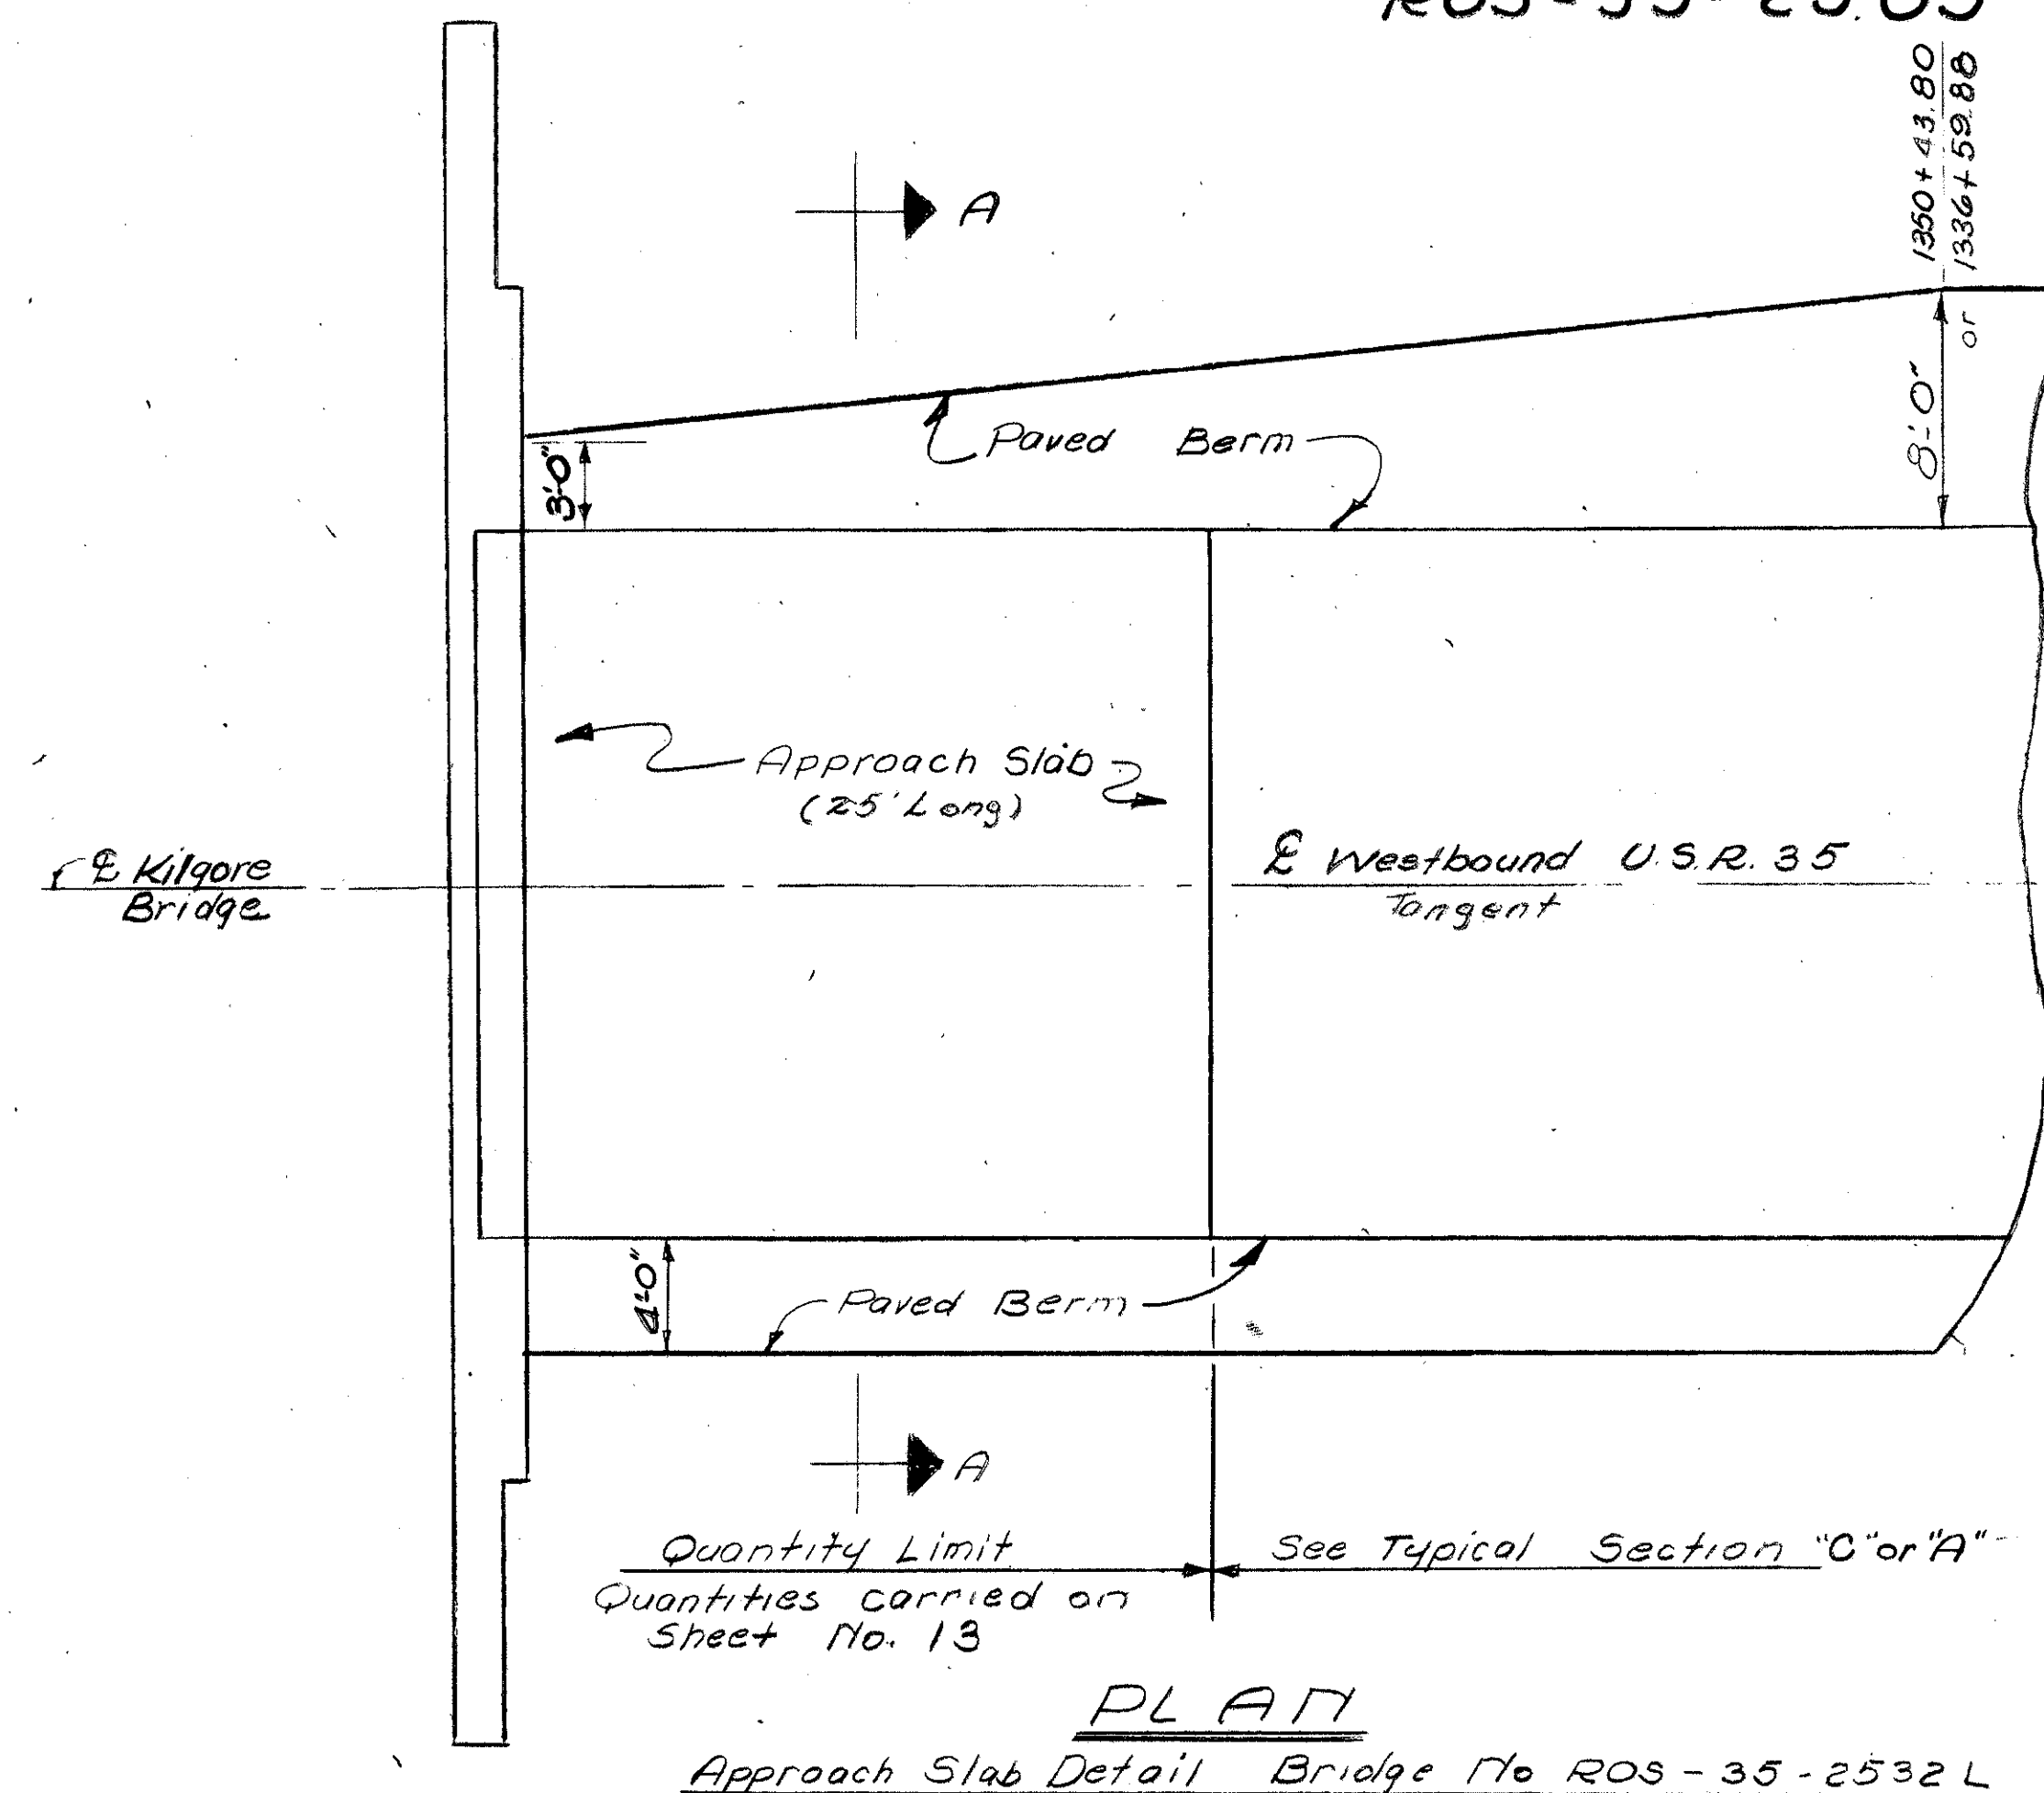 1350+43.80
1336+59.88
or
A
8'-0"
3'-0"
Paved Berm
Approach Slab
(25' Long)
℄ Kilgore
Bridge
℄ Westbound U.S.R. 35
Tangent
4'-0"
Paved Berm
A
Quantity Limit
See Typical Section "C" or "A"
Quantities carried on
Sheet No. 13
PLAN
Approach Slab Detail Bridge No ROS-35-2532 L